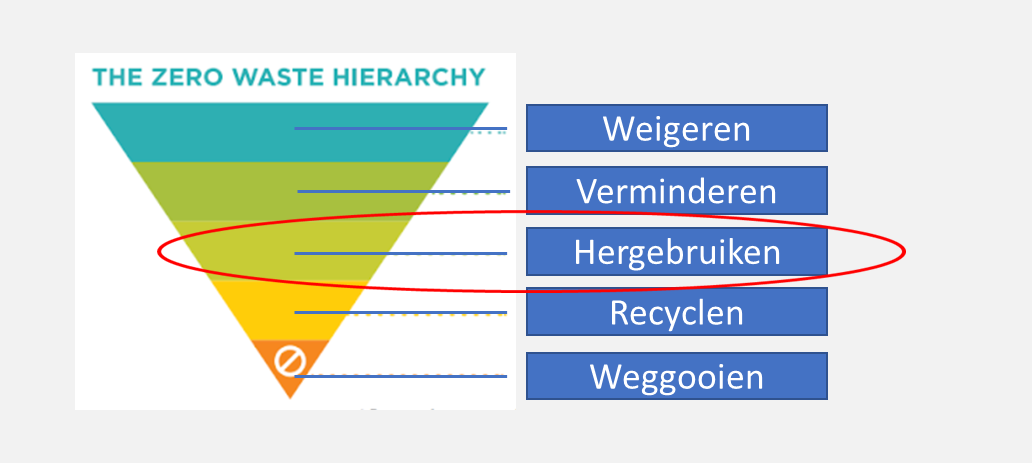 THE ZERO WASTE HIERARCHY
Weigeren
Verminderen
Hergebruiken
Recyclen
Weggooien